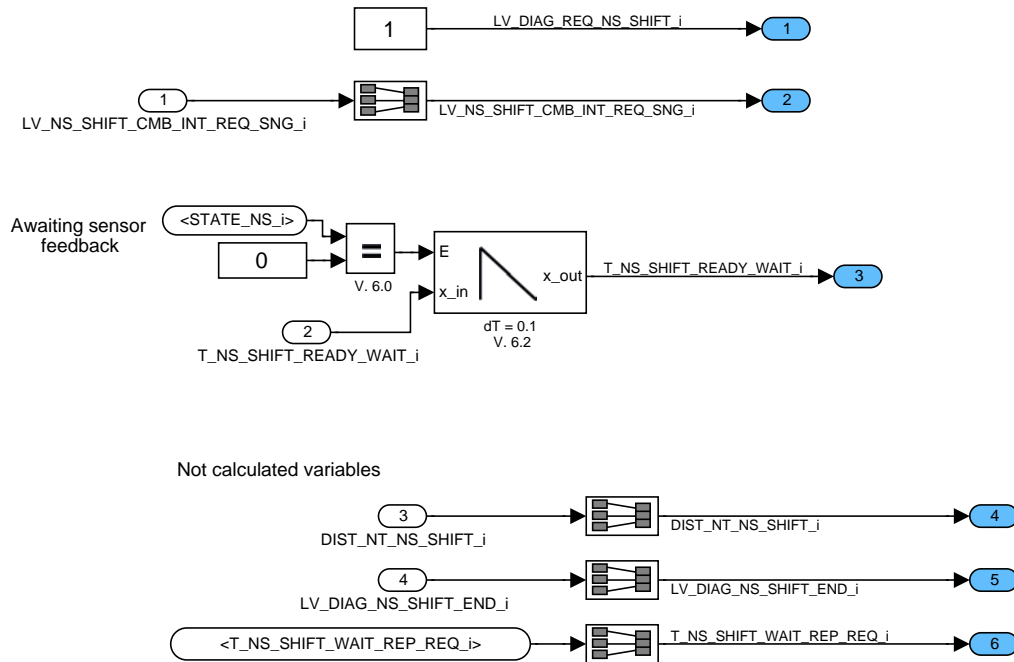 1
LV_DIAG_REQ_NS_SHIFT_i
1
1
LV_NS_SHIFT_CMB_INT_REQ_SNG_i
LV_NS_SHIFT_CMB_INT_REQ_SNG_i
2
Awaiting sensor
feedback
<STATE_NS_i>
0
=
V. 6.0
E
x_in
x_out
dT = 0.1
V. 6.2
T_NS_SHIFT_READY_WAIT_i
3
2
T_NS_SHIFT_READY_WAIT_i
Not calculated variables
3
DIST_NT_NS_SHIFT_i
DIST_NT_NS_SHIFT_i
4
4
LV_DIAG_NS_SHIFT_END_i
LV_DIAG_NS_SHIFT_END_i
5
<T_NS_SHIFT_WAIT_REP_REQ_i>
T_NS_SHIFT_WAIT_REP_REQ_i
6